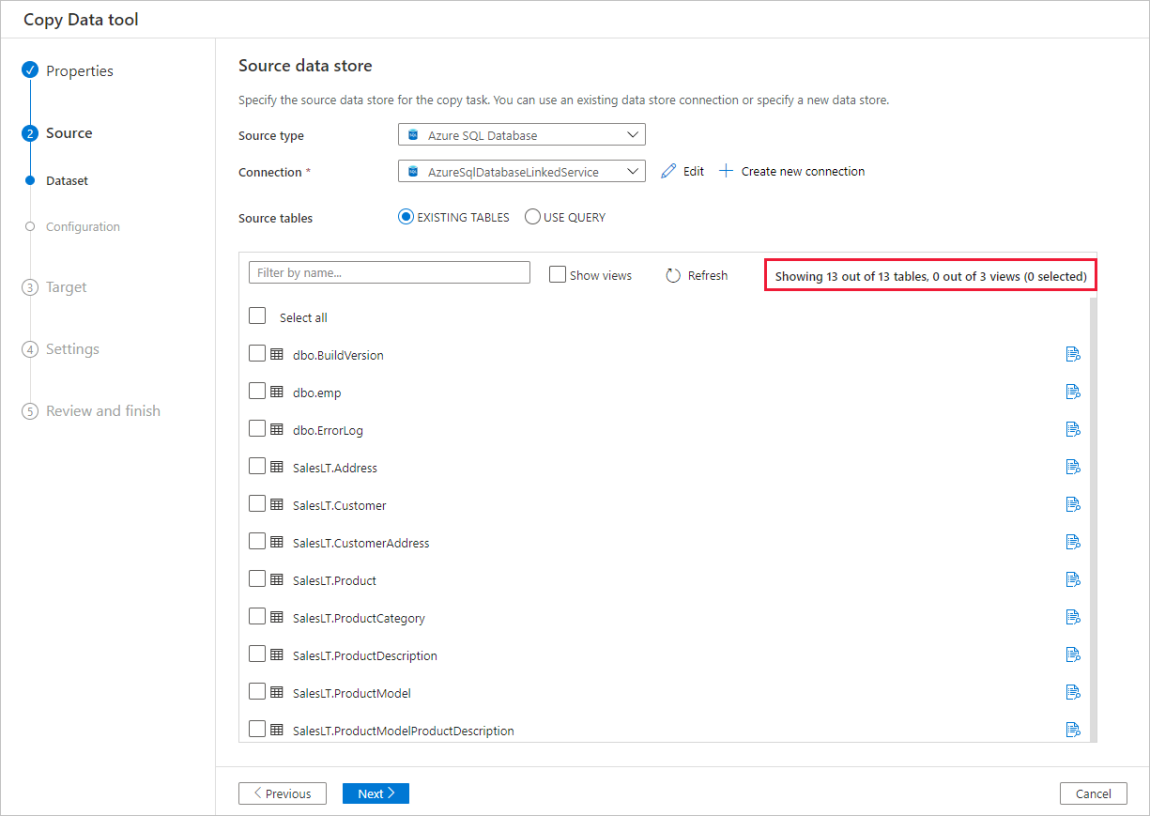 Copy Data tool
Properties
2 Source
Dataset
Configuration
3 Target
4 Settings
5 Review and finish
Source data store
Specify the source data store for the copy task. You can use an existing data store connection or specify a new data store.
Source type Azure SQL Database
Connection * AzureSqlDatabaseLinkedService Edit Create new connection
Source tables EXISTING TABLES USE QUERY
Filter by name... Show views Refresh Showing 13 out of 13 tables, 0 out of 3 views (0 selected)
Select all
dbo.BuildVersion
dbo.emp
dbo.ErrorLog
SalesLT.Address
SalesLT.Customer
SalesLT.CustomerAddress
SalesLT.Product
SalesLT.ProductCategory
SalesLT.ProductDescription
SalesLT.ProductModel
SalesLT.ProductModelProductDescription
Previous Next Cancel